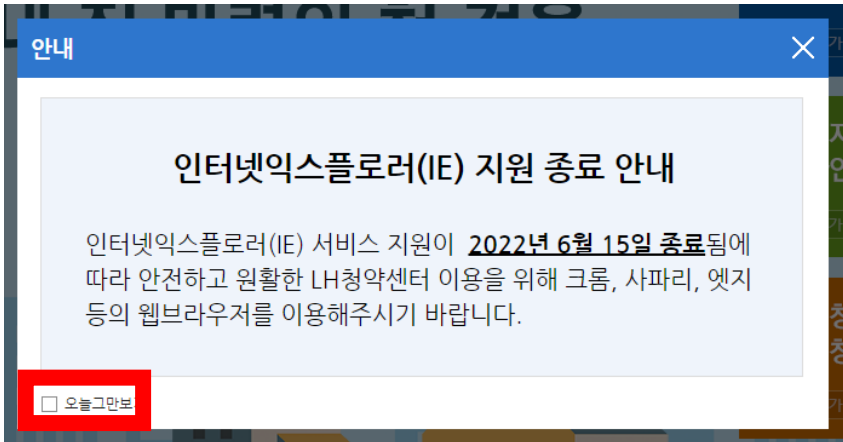 안내
인터넷익스플로러(IE) 지원 종료 안내
인터넷익스플로러(IE) 서비스 지원이 2022년 6월 15일 종료됨에
따라 안전하고 원활한 LH청약센터 이용을 위해 크롬, 사파리, 엣지
등의 웹브라우저를 이용해주시기 바랍니다.
오늘그만보